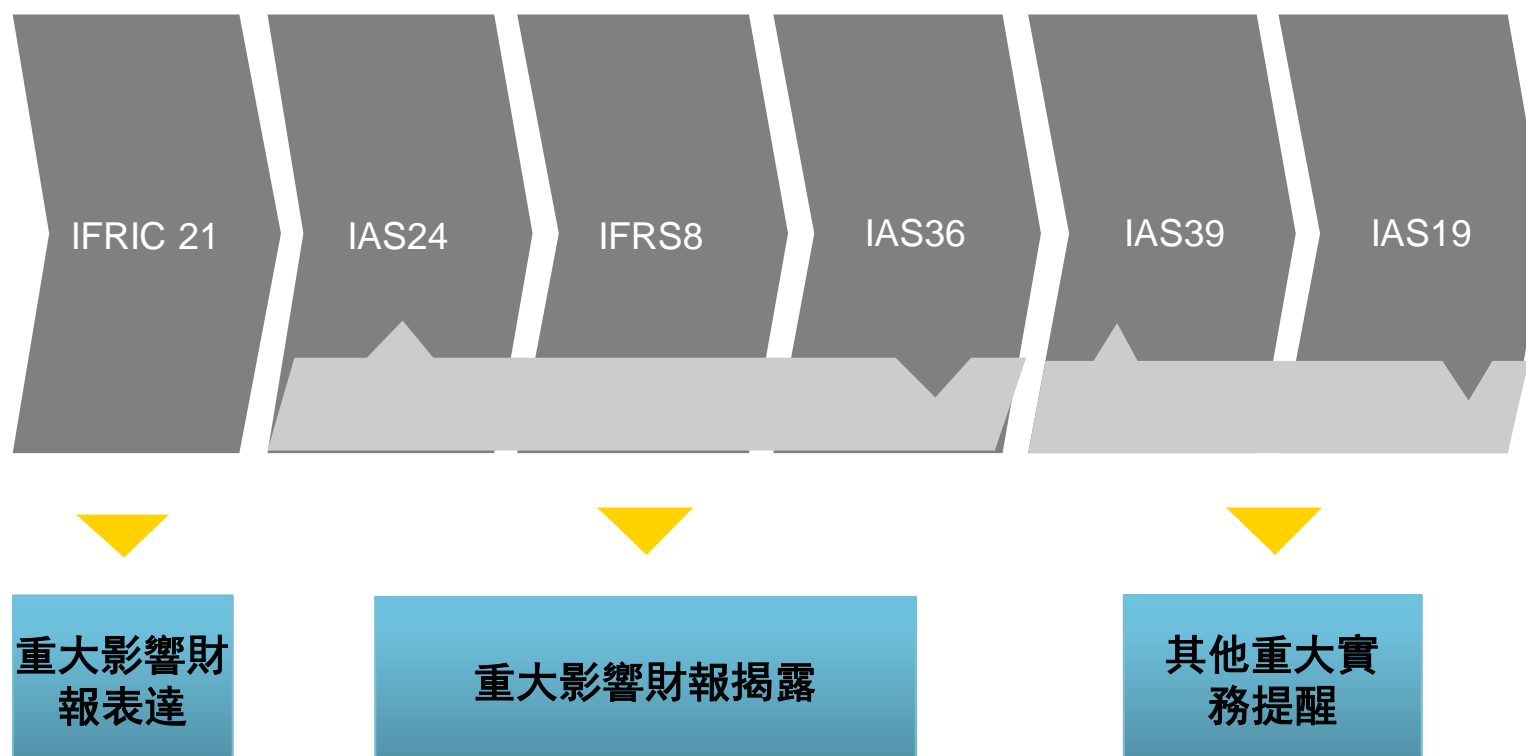 IFRIC 21
IAS24
IFRS8
IAS36
IAS39
IAS19
重大影響財
報表達
重大影響財報揭露
其他重大實
務提醒